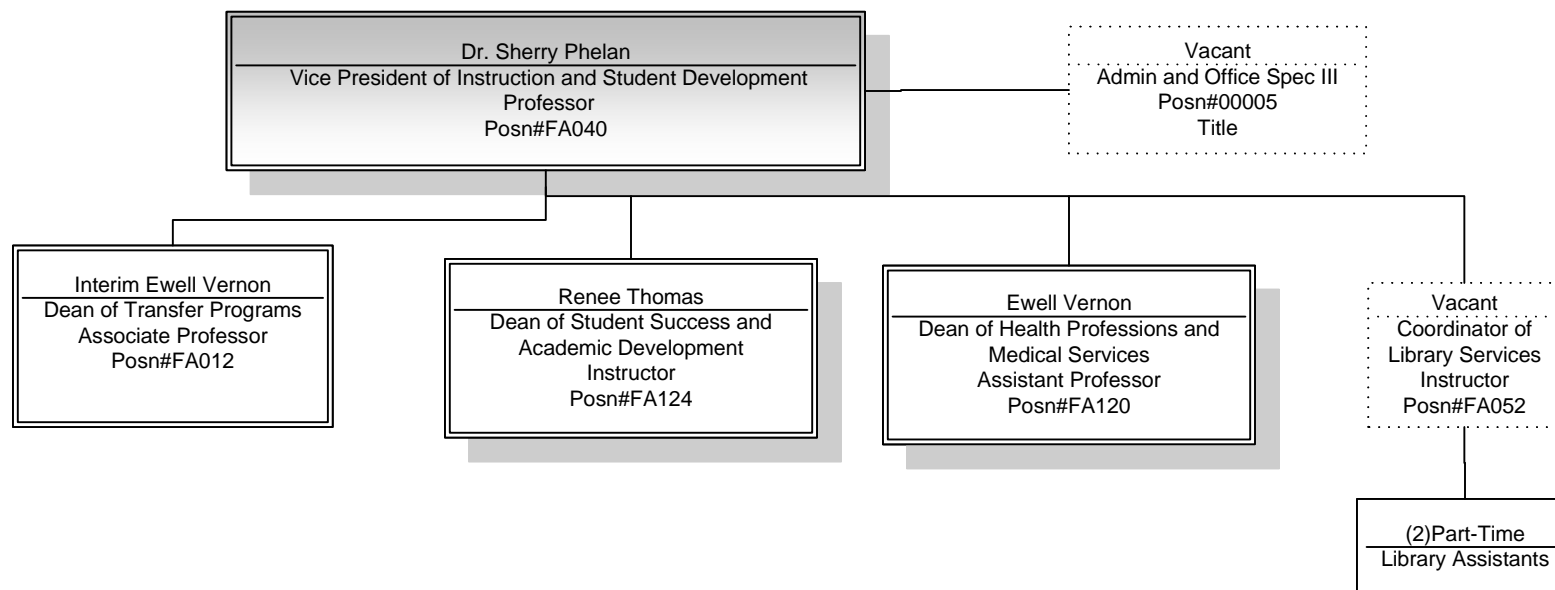 Dr. Sherry Phelan
Vice President of Instruction and Student Development
Professor
Posn#FA040
Vacant
Admin and Office Spec III
Posn#00005
Title
Interim Ewell Vernon
Dean of Transfer Programs
Associate Professor
Posn#FA012
Renee Thomas
Dean of Student Success and
Academic Development
Instructor
Posn#FA124
Ewell Vernon
Dean of Health Professions and
Medical Services
Assistant Professor
Posn#FA120
Vacant
Coordinator of
Library Services
Instructor
Posn#FA052
(2)Part-Time
Library Assistants